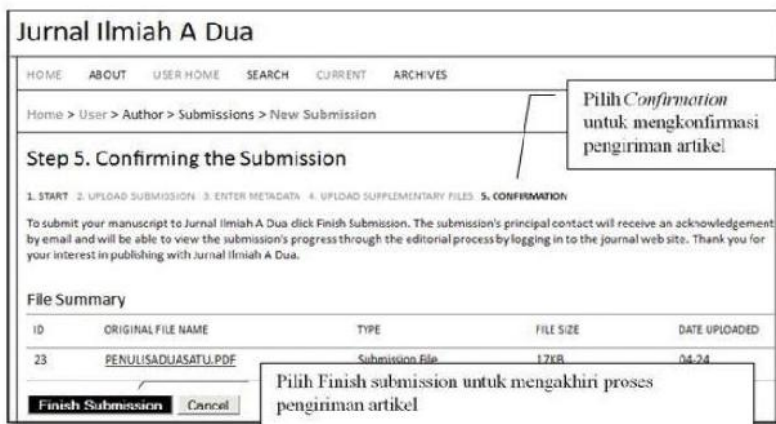 Jurnal Ilmiah A Dua
HOME ABOUT USER HOME SEARCH CURRENT ARCHIVES
Pilih Confirmation
untuk mengkonfirmasi
pengiriman artikel
Home > User > Author > Submissions > New Submission
Step 5. Confirming the Submission
1. START 2. UPLOAD SUBMISSION 3. ENTER METADATA 4. UPLOAD SUPPLEMENTARY FILES 5. CONFIRMATION
To submit your manuscript to Jurnal Ilmiah A Dua click Finish Submission. The submission's principal contact will receive an acknowledgement
by email and will be able to view the submission's progress through the editorial process by logging in to the journal web site. Thank you for
your interest in publishing with Jurnal Ilmiah A Dua.
File Summary
ID ORIGINAL FILE NAME TYPE FILE SIZE DATE UPLOADED
23 PENULISADUASATU.PDF Submission File 17KB 04-24
Pilih Finish submission untuk mengakhiri proses
pengiriman artikel
Finish Submission Cancel